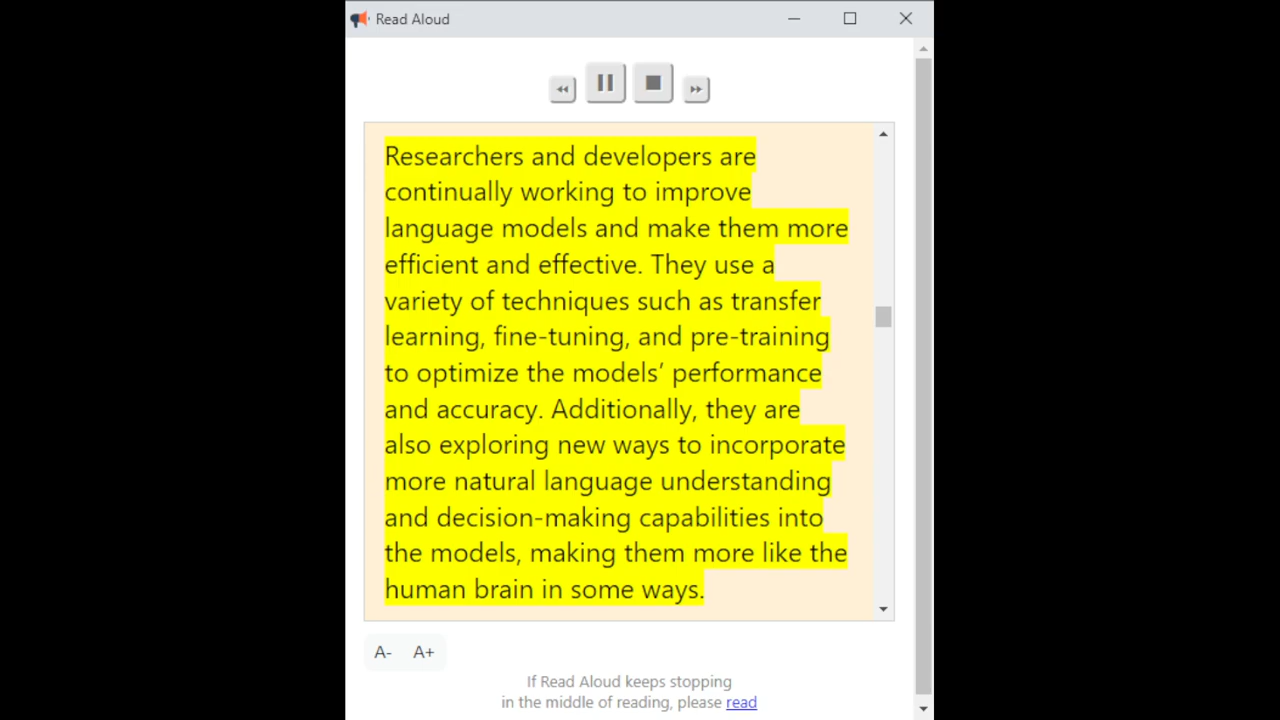 Read Aloud
Researchers and developers are
continually working to improve
language models and make them more
efficient and effective. They use a
variety of techniques such as transfer
learning, fine-tuning, and pre-training
to optimize the models’ performance
and accuracy. Additionally, they are
also exploring new ways to incorporate
more natural language understanding
and decision-making capabilities into
the models, making them more like the
human brain in some ways.
A- A+
If Read Aloud keeps stopping
in the middle of reading, please read